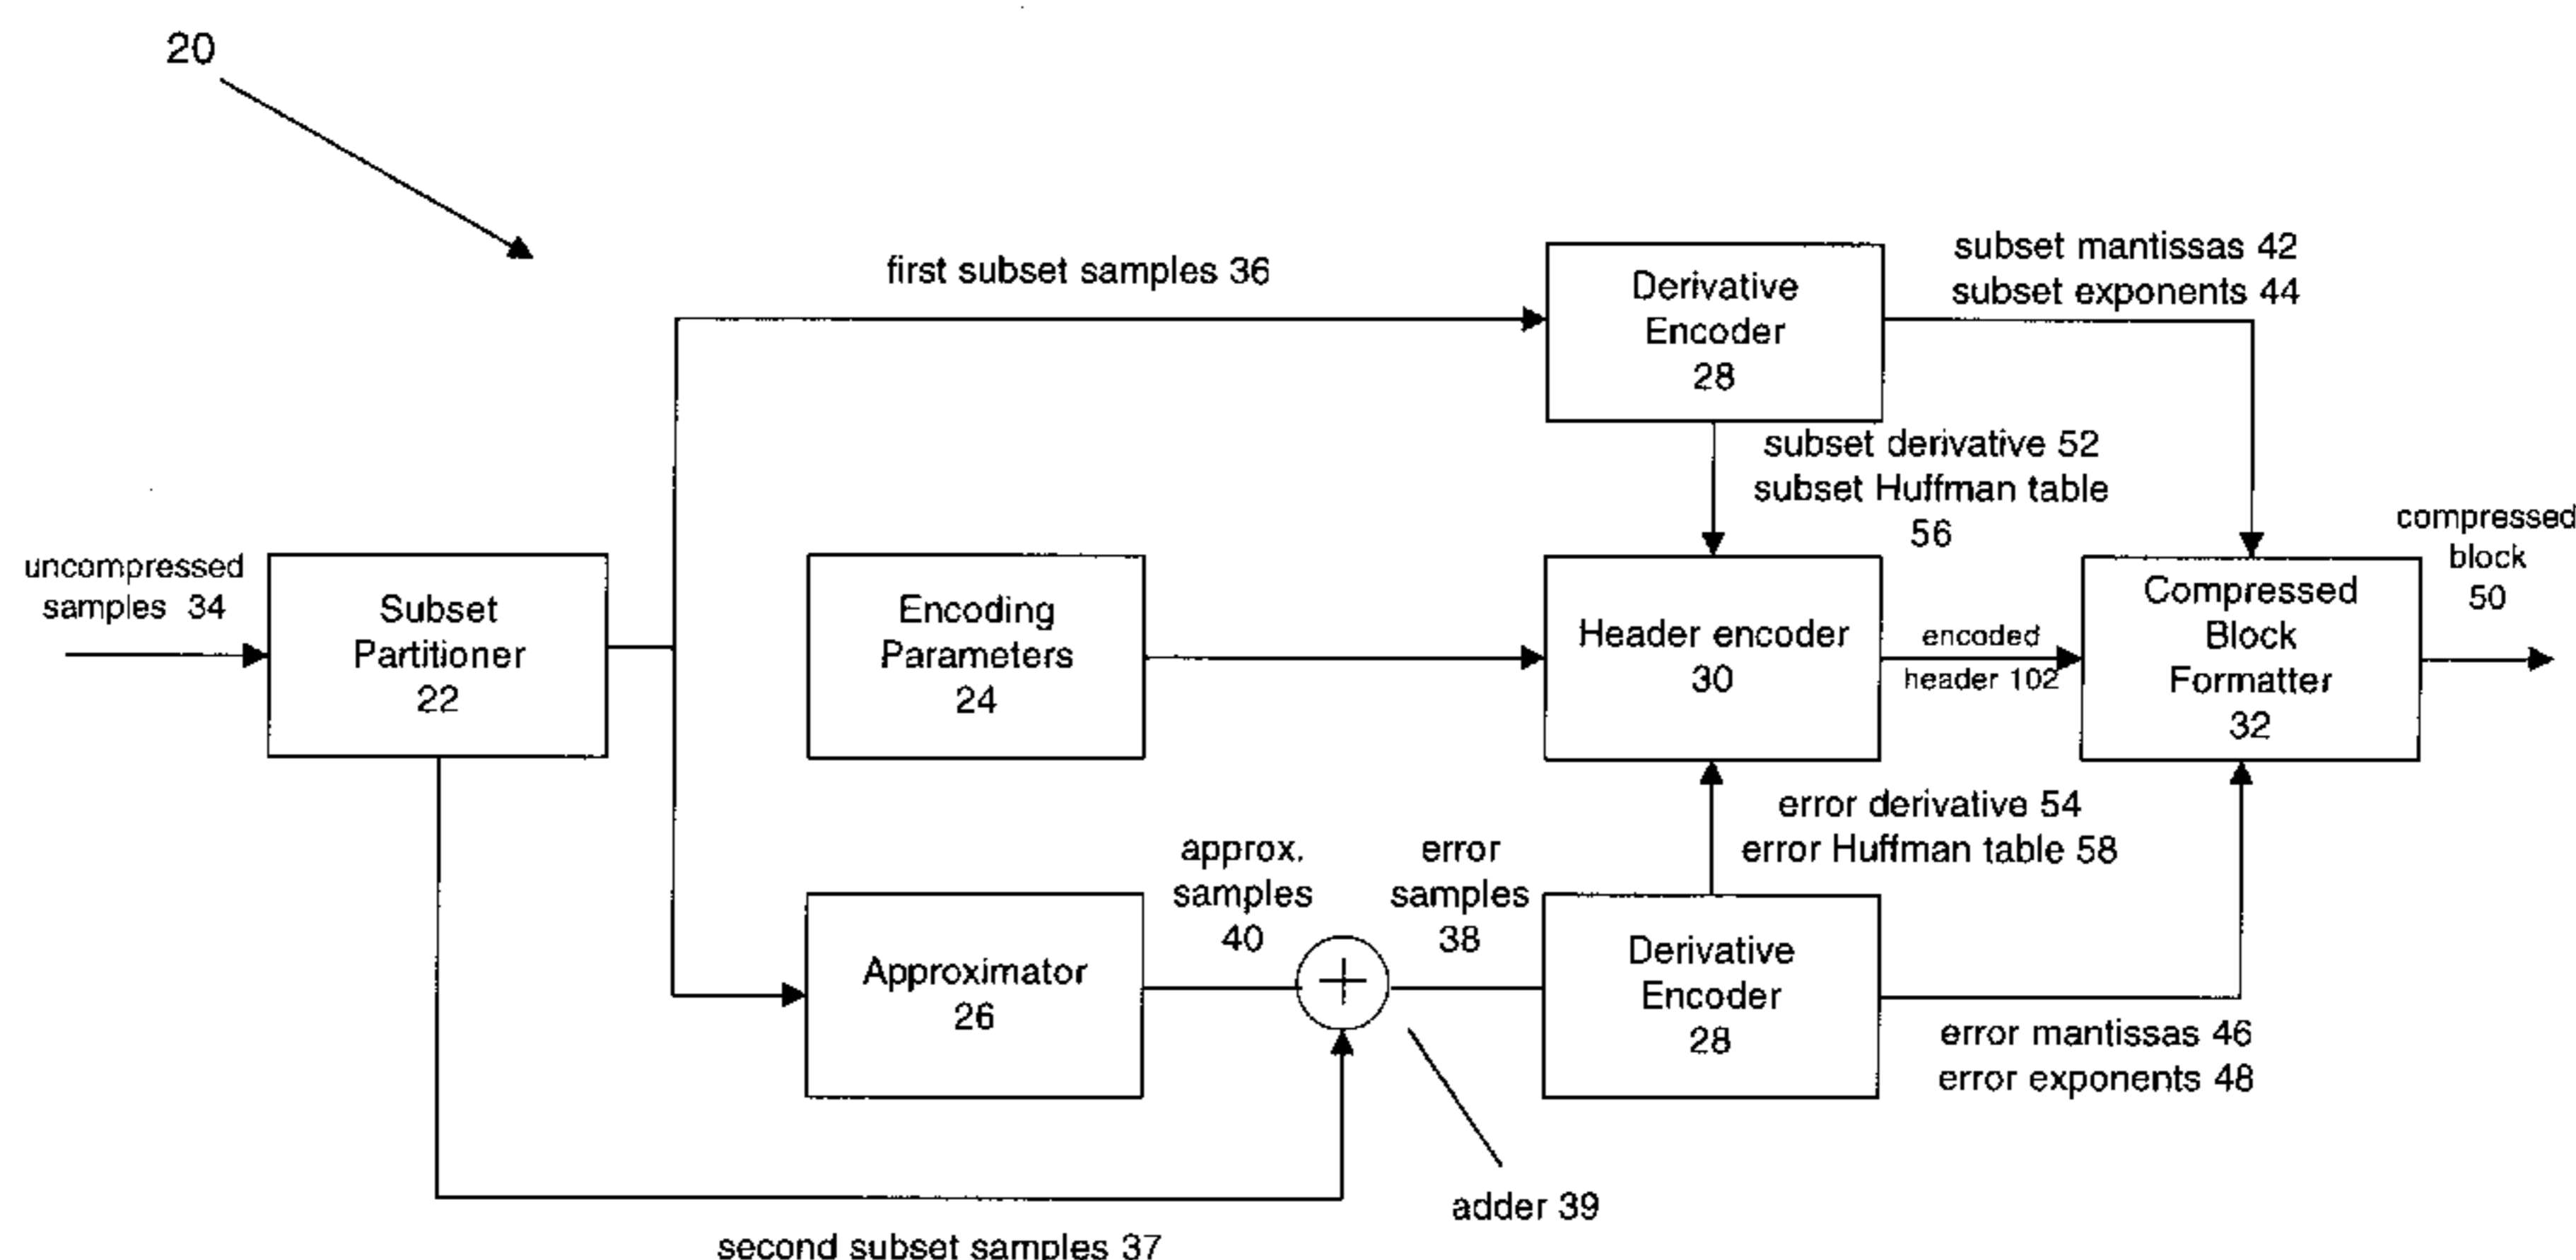 20
first subset samples 36
Derivative
Encoder
28
subset mantissas 42
subset exponents 44
subset derivative 52
subset Huffman table
56
uncompressed
samples 34
Subset
Partitioner
22
Encoding
Parameters
24
Header encoder
30
encoded
header 102
Compressed
Block
Formatter
32
compressed
block
50
error derivative 54
error Huffman table 58
approx.
samples
40
error
samples
38
Approximator
26
Derivative
Encoder
28
error mantissas 46
error exponents 48
adder 39
second subset samples 37